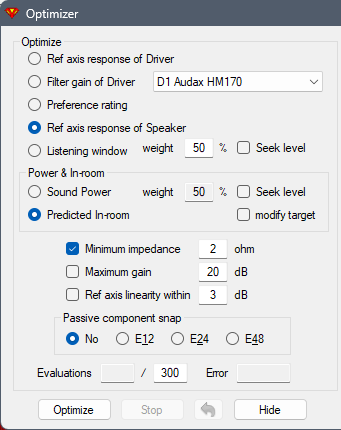 Optimizer
Optimize
Ref axis response of Driver
Filter gain of Driver D1 Audax HM170
Preference rating
Ref axis response of Speaker
weight 50 % Seek level
Listening window
Power & In-room
Sound Power weight 50 % Seek level
Predicted In-room modify target
Minimum impedance 2 ohm
Maximum gain 20 dB
Ref axis linearity within 3 dB
Passive component snap
No E12 E24 E48
Evaluations / 300 Error
Optimize Stop Hide